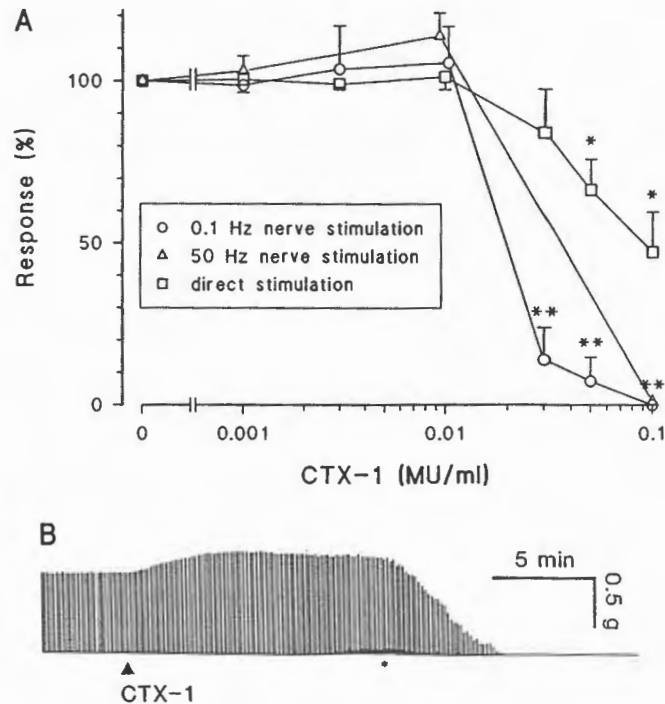 A
Response (%)
100
50
0
○ 0.1 Hz nerve stimulation
△ 50 Hz nerve stimulation
□ direct stimulation
*
*
**
**
**
0
0.001
0.01
0.1
CTX-1 (MU/ml)
B
5 min
0.5 g
▲
*
CTX-1